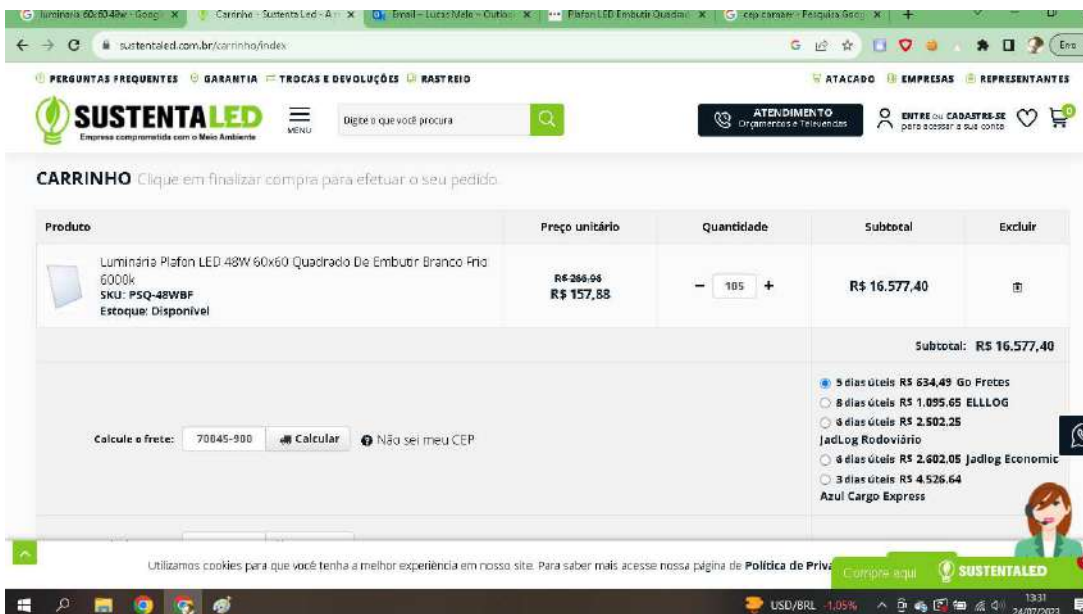 luminaria 60x60 48w - Goog
Carrinho - Sustenta Led - A
Email – Lucas Melo – Outloo
Plafon LED Embutir Quadrad
cep camaer - Pesquisa Goog
sustentaled.com.br/carrinho/index
PERGUNTAS FREQUENTES GARANTIA TROCAS E DEVOLUÇÕES RASTREIO
ATACADO EMPRESAS REPRESENTANTES
SUSTENTALED
Empresa comprometida com o Meio Ambiente
MENU
Digite o que você procura
ATENDIMENTO
Orçamentos e Televendas
ENTRE ou CADASTRE-SE
para acessar a sua conta
0
CARRINHO Clique em finalizar compra para efetuar o seu pedido.
Produto Preço unitário Quantidade Subtotal Excluir
Luminária Plafon LED 48W 60x60 Quadrado De Embutir Branco Frio
6000k
SKU: PSQ-48WBF
Estoque: Disponível
R$ 266,96
R$ 157,88
− 105 +
R$ 16.577,40
Subtotal: R$ 16.577,40
Calcule o frete: 70045-900 Calcular Não sei meu CEP
5 dias úteis R$ 634,49 Go Fretes
8 dias úteis R$ 1.095,65 ELLLOG
6 dias úteis R$ 2.502,25
JadLog Rodoviário
6 dias úteis R$ 2.602,05 Jadlog Economic
3 dias úteis R$ 4.526,64
Azul Cargo Express
Utilizamos cookies para que você tenha a melhor experiência em nosso site. Para saber mais acesse nossa página de Política de Priva
Compre aqui SUSTENTALED
USD/BRL -1,05%
13:31
24/07/2023